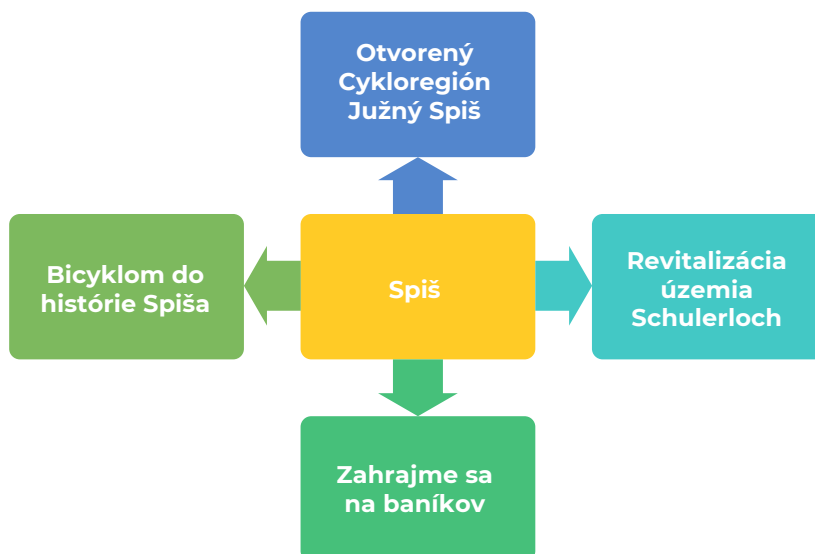 Otvorený
Cykloregión
Južný Spiš
Bicyklom do
histórie Spiša
Spiš
Revitalizácia
územia
Schulerloch
Zahrajme sa
na baníkov